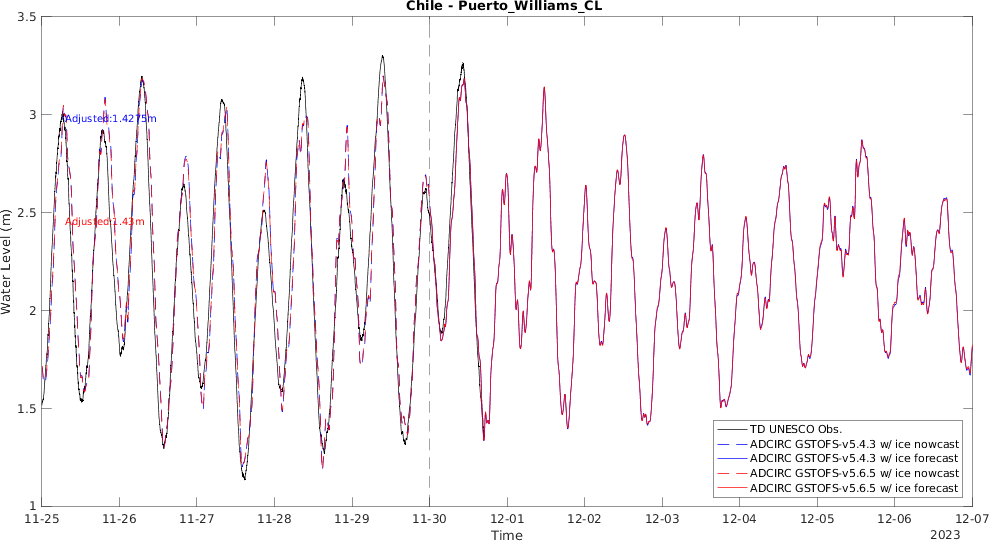 Chile - Puerto_Williams_CL
3.5
3
2.5
2
1.5
1
Water Level (m)
Adjusted:1.4275m
Adjusted:1.43m
TD UNESCO Obs.
ADCIRC GSTOFS-v5.4.3 w/ ice nowcast
ADCIRC GSTOFS-v5.4.3 w/ ice forecast
ADCIRC GSTOFS-v5.6.5 w/ ice nowcast
ADCIRC GSTOFS-v5.6.5 w/ ice forecast
11-25 11-26 11-27 11-28 11-29 11-30 12-01 12-02 12-03 12-04 12-05 12-06 12-07
Time
2023